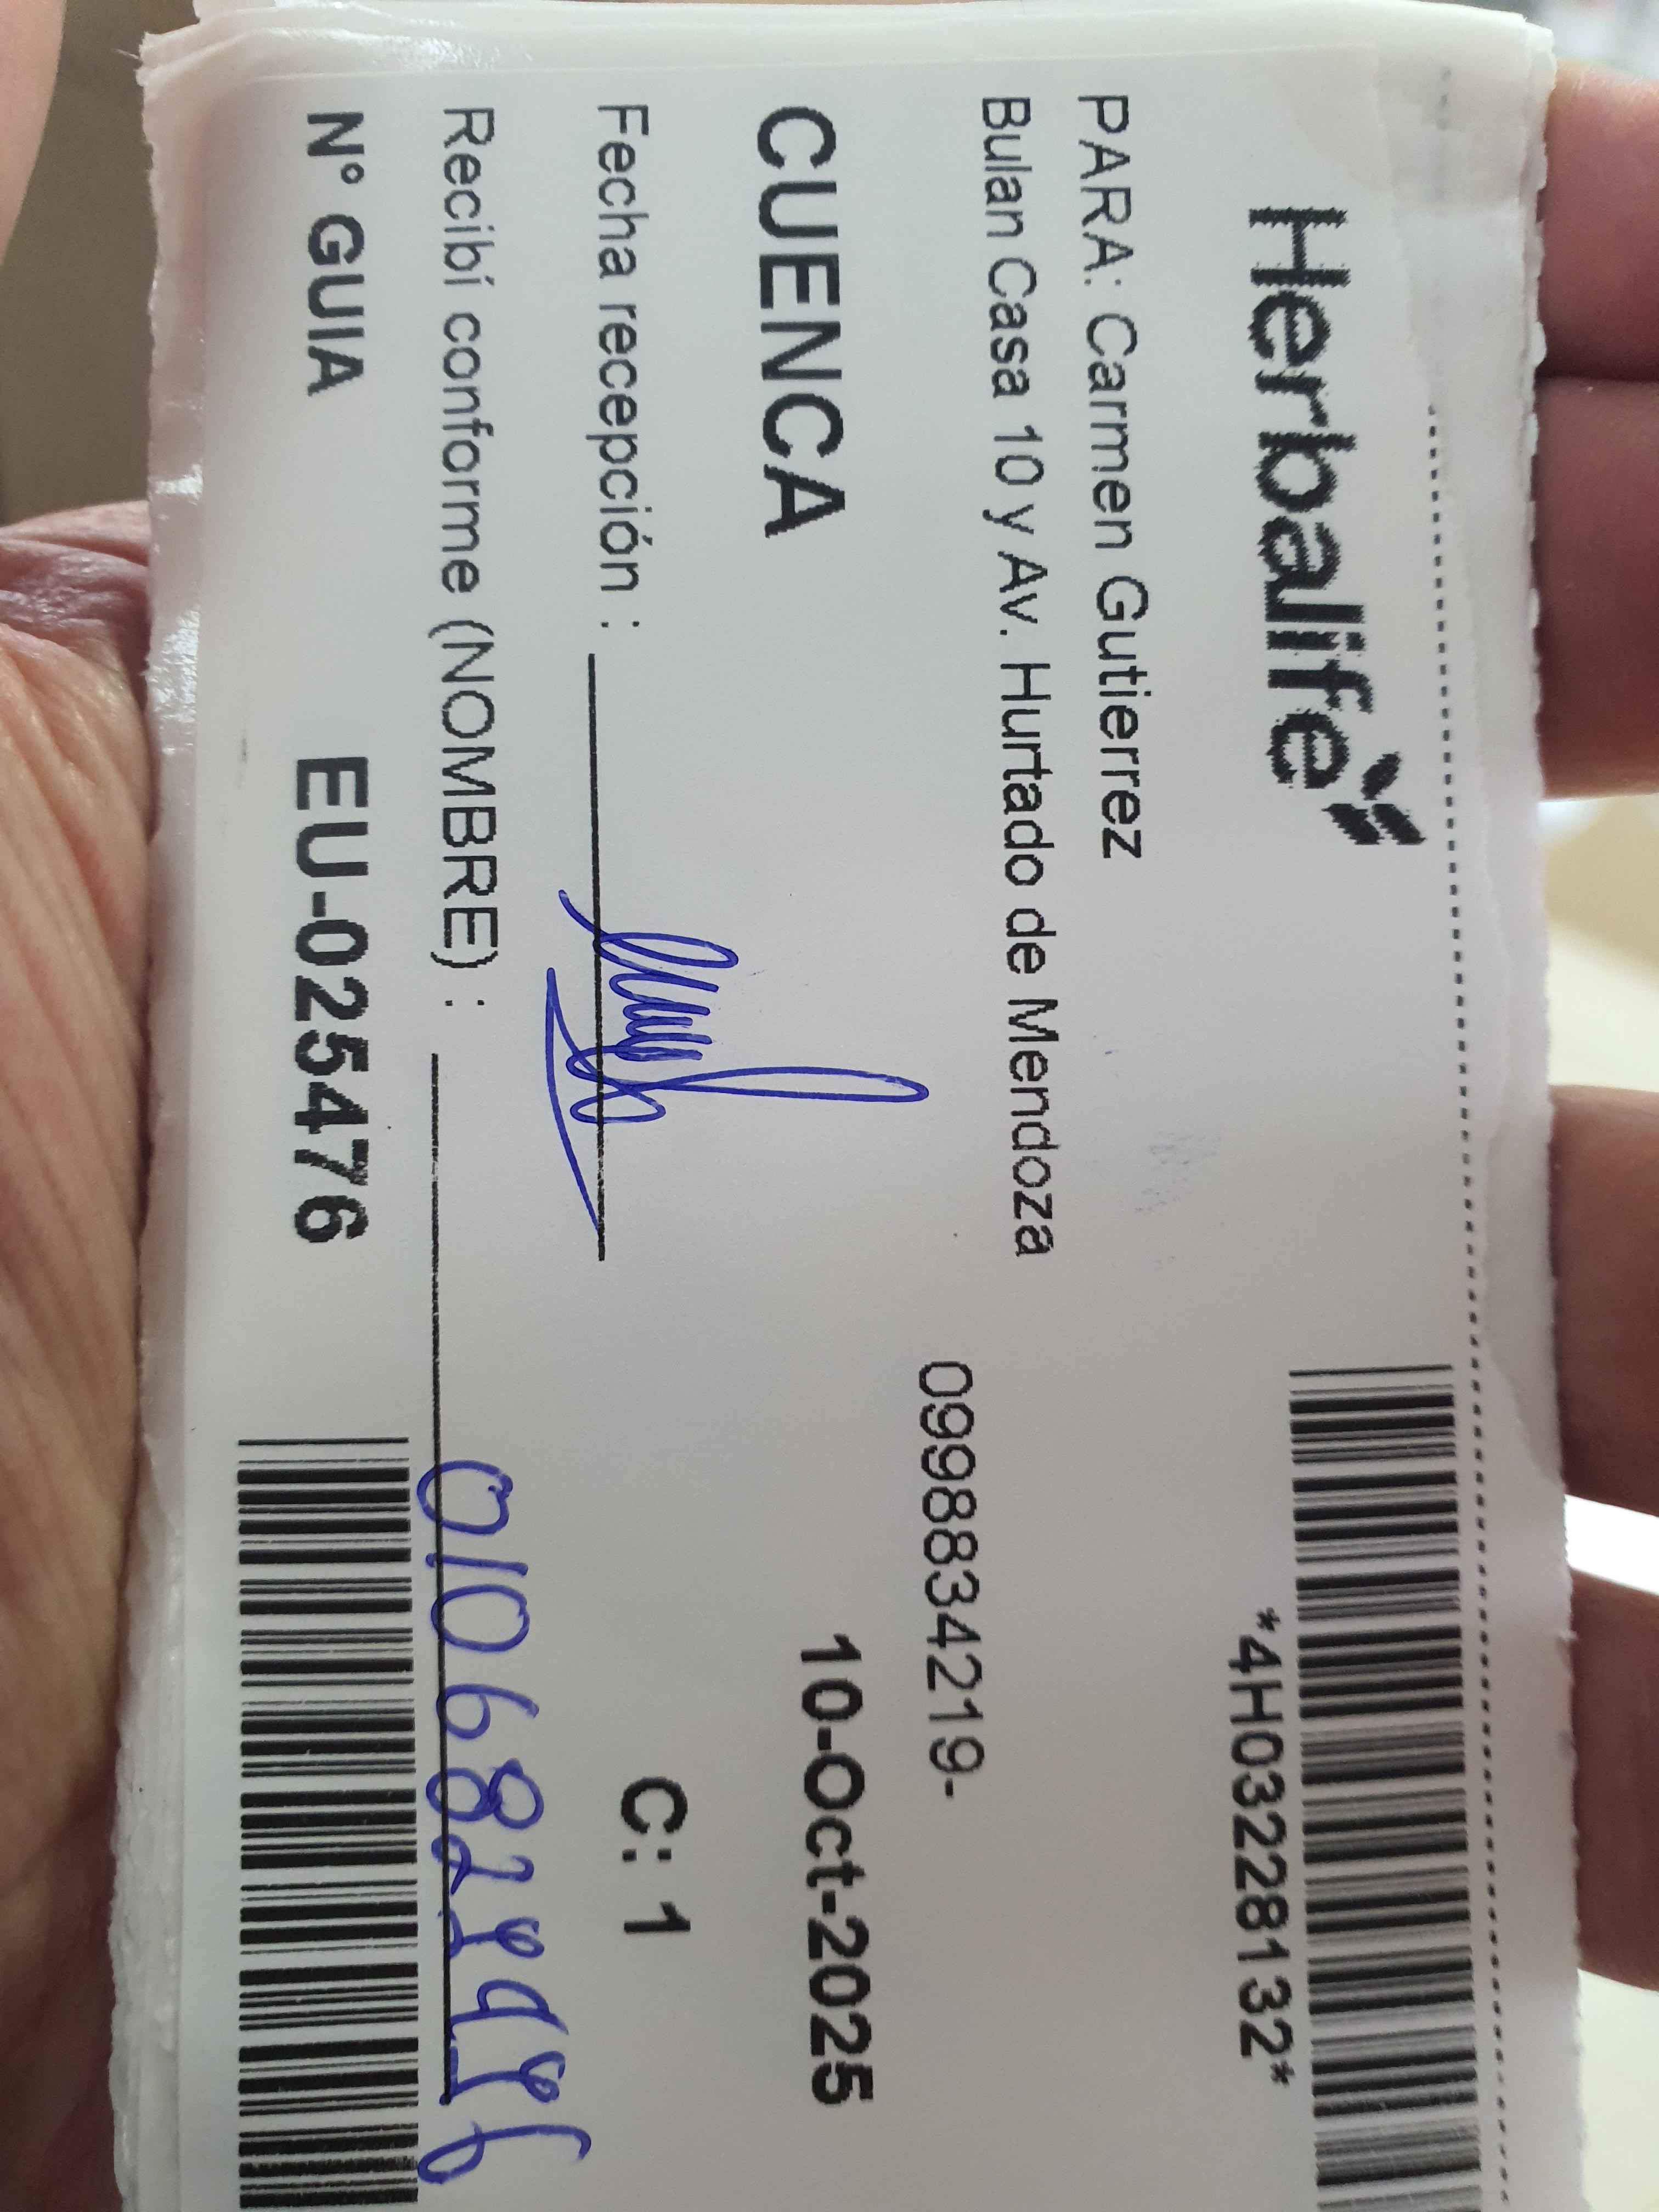 Herbalife
*4H03228132*
PARA: Carmen Gutierrez
Bulan Casa 10 y Av. Hurtado de Mendoza
0998834219-
CUENCA
10-Oct-2025
Fecha recepción :
C: 1
Recibí conforme (NOMBRE) :
Nº GUIA EU-025476